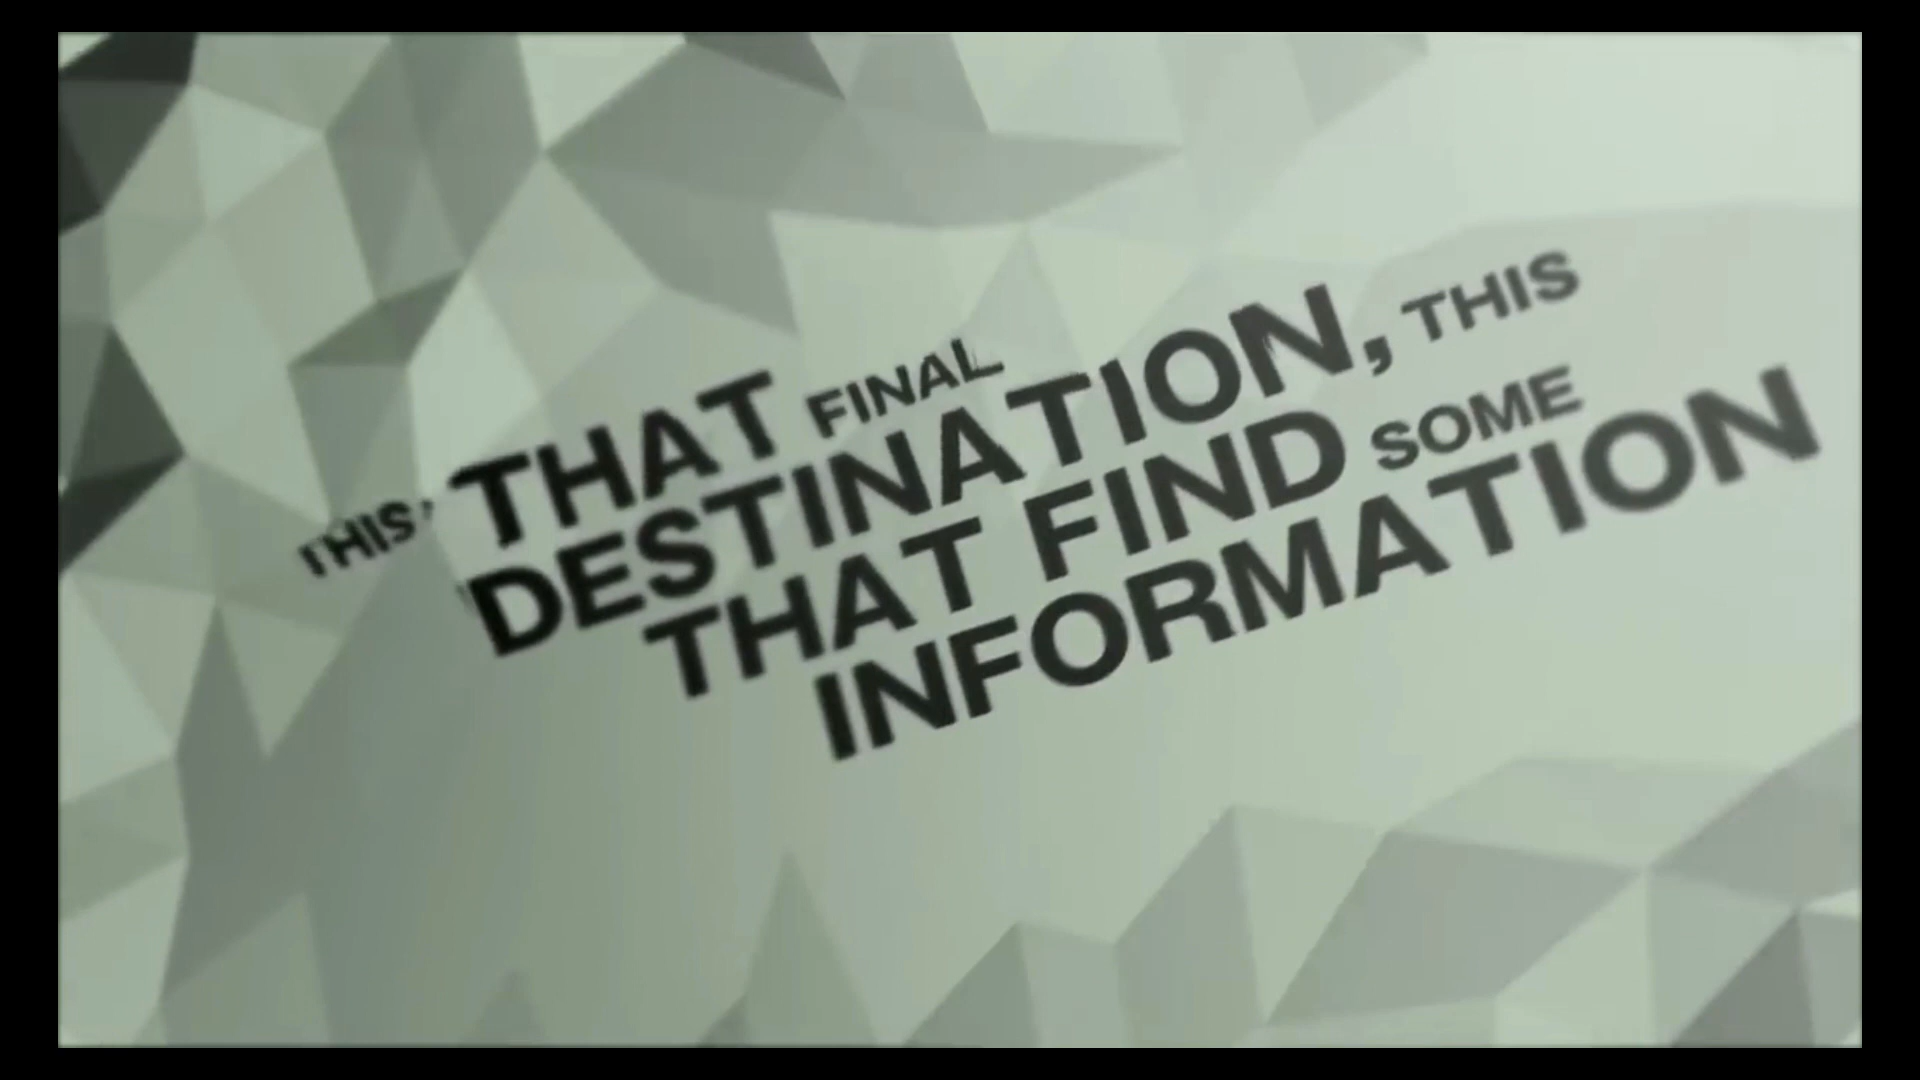 THIS, THAT FINAL
DESTINATION, THIS
THAT FIND SOME
INFORMATION